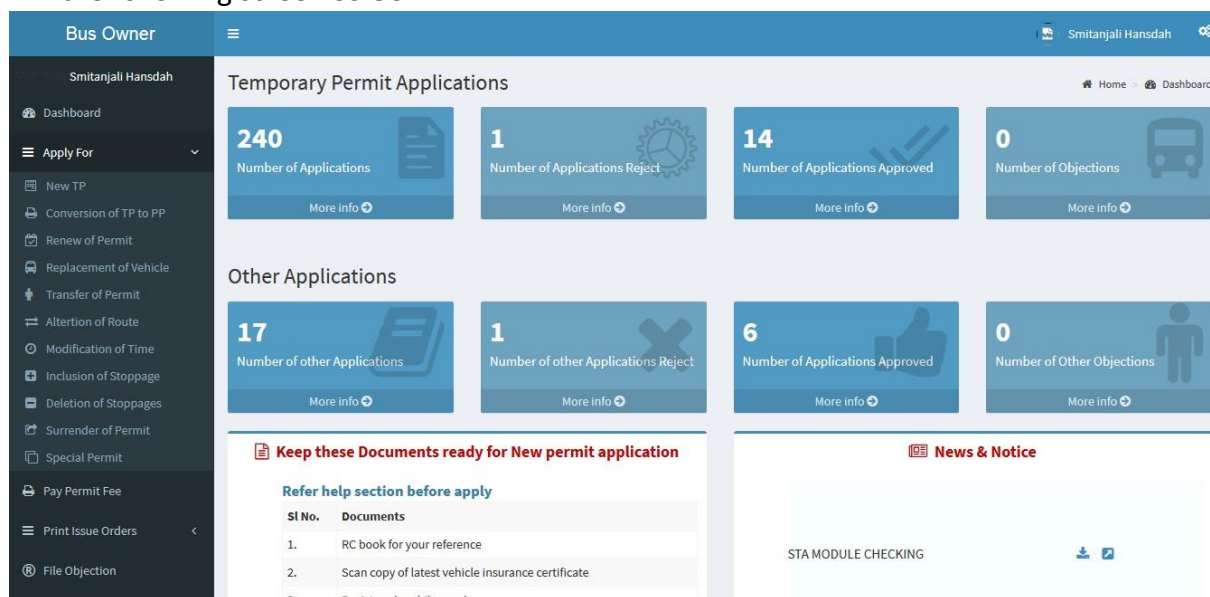 Bus Owner
Smitanjali Hansdah
Smitanjali Hansdah
Dashboard
Apply For
New TP
Conversion of TP to PP
Renew of Permit
Replacement of Vehicle
Transfer of Permit
Altertion of Route
Modification of Time
Inclusion of Stoppage
Deletion of Stoppages
Surrender of Permit
Special Permit
Pay Permit Fee
Print Issue Orders
File Objection
Temporary Permit Applications
Home > Dashboard
240
Number of Applications
More info
1
Number of Applications Reject
More info
14
Number of Applications Approved
More info
0
Number of Objections
More info
Other Applications
17
Number of other Applications
More info
1
Number of other Applications Reject
More info
6
Number of Applications Approved
More info
0
Number of Other Objections
More info
Keep these Documents ready for New permit application
Refer help section before apply
Sl No. Documents
1. RC book for your reference
2. Scan copy of latest vehicle insurance certificate
News & Notice
STA MODULE CHECKING